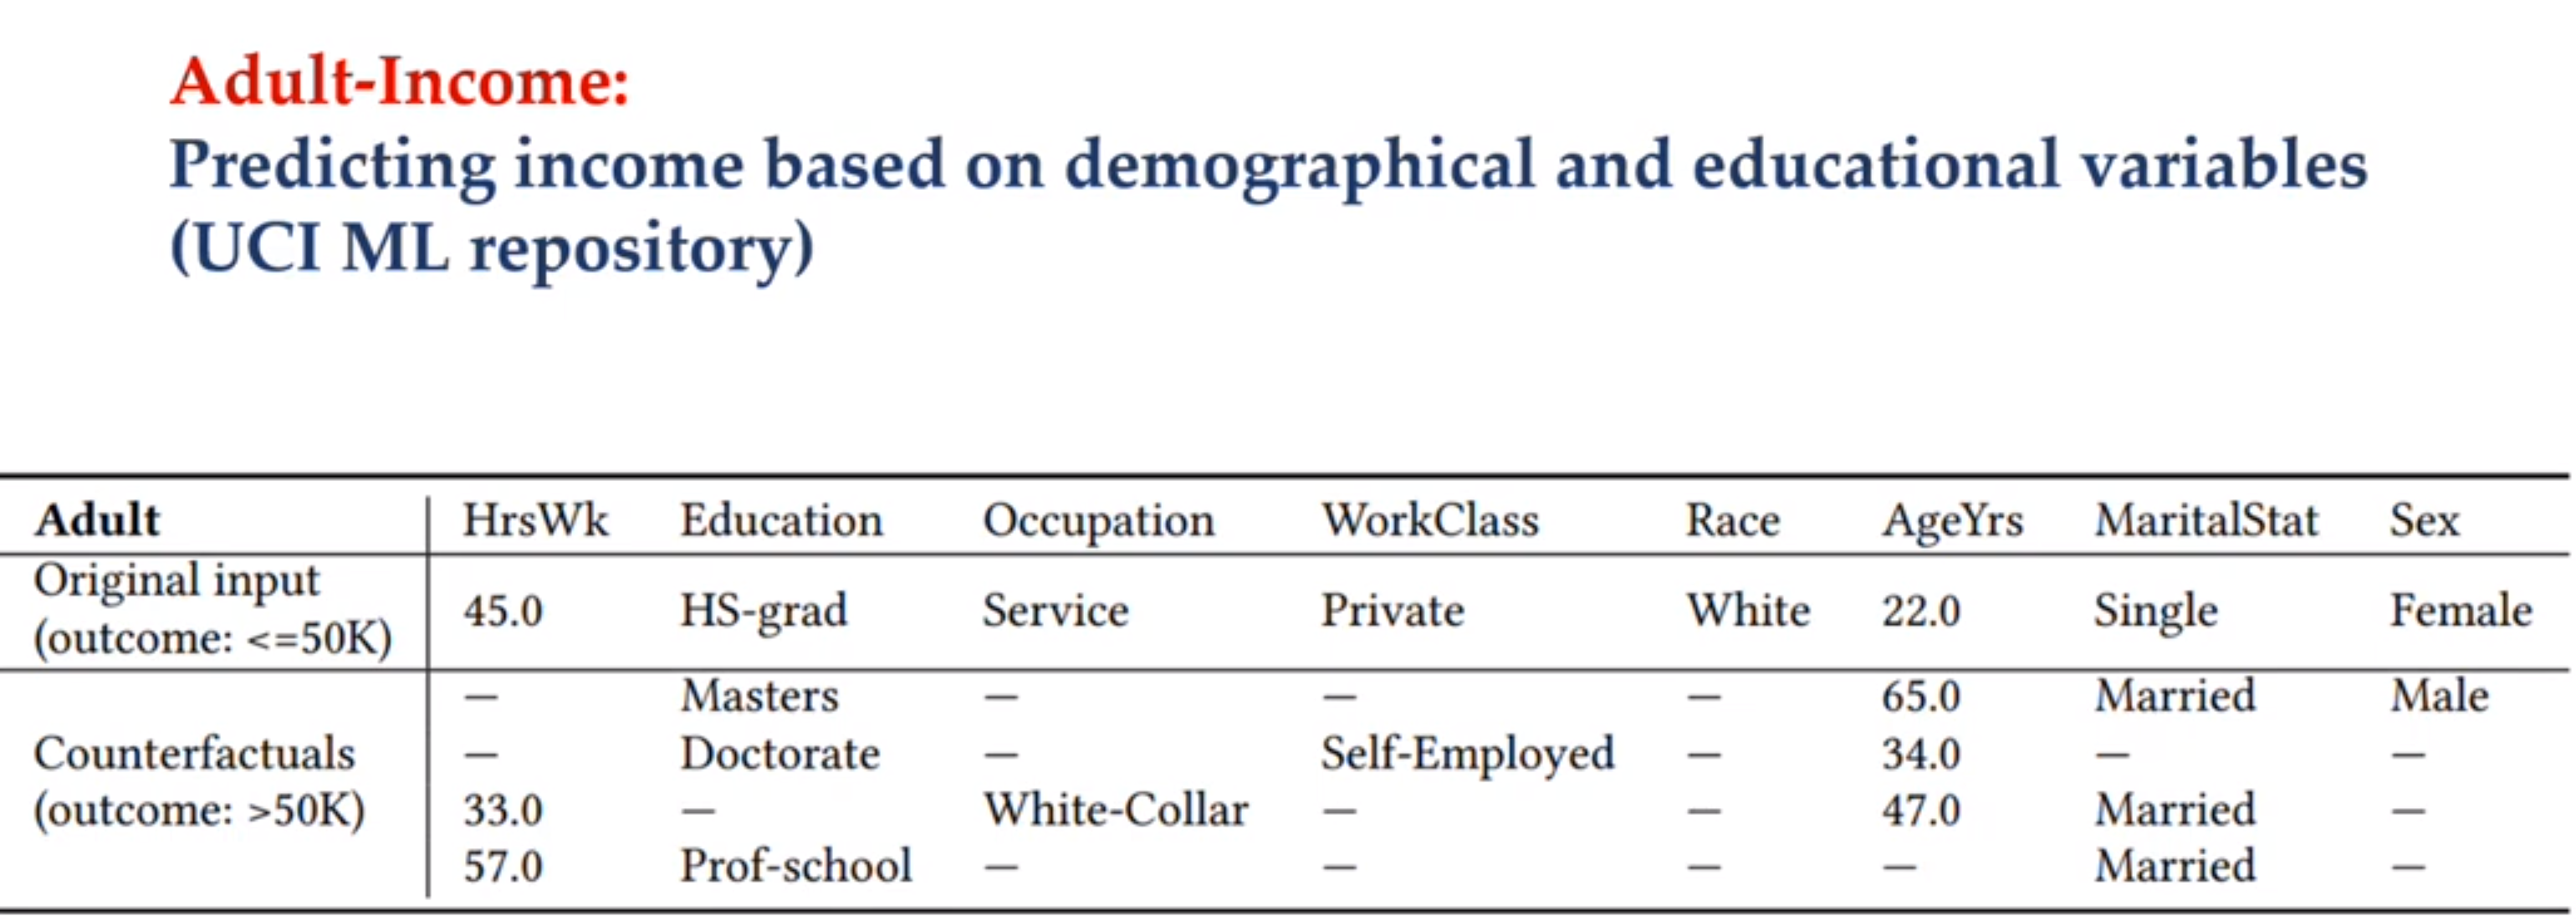 Adult-Income:
Predicting income based on demographical and educational variables
(UCI ML repository)
Adult HrsWk Education Occupation WorkClass Race AgeYrs MaritalStat Sex
Original input
(outcome: <=50K) 45.0 HS-grad Service Private White 22.0 Single Female
— Masters — — — 65.0 Married Male
Counterfactuals — Doctorate — Self-Employed — 34.0 — —
(outcome: >50K) 33.0 — White-Collar — — 47.0 Married —
57.0 Prof-school — — — — Married —